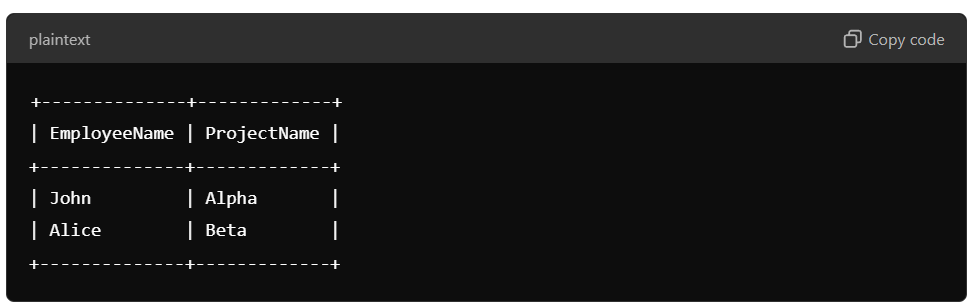 plaintext
Copy code
+--------------+-------------+
| EmployeeName | ProjectName |
+--------------+-------------+
| John         | Alpha       |
| Alice        | Beta        |
+--------------+-------------+